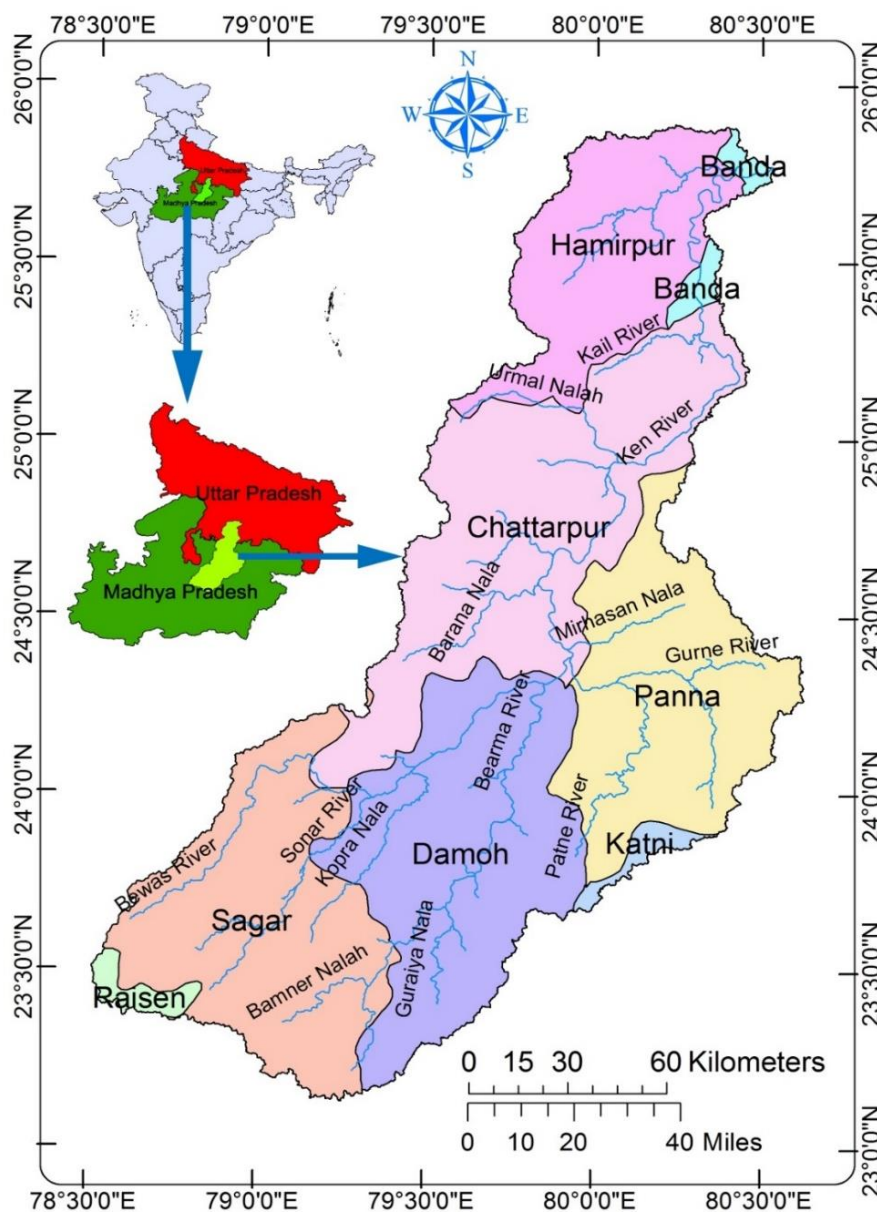 78°30'0"E 79°0'0"E 79°30'0"E 80°0'0"E 80°30'0"E
26°0'0"N
25°30'0"N
25°0'0"N
24°30'0"N
24°0'0"N
23°30'0"N
26°0'0"N
25°30'0"N
25°0'0"N
24°30'0"N
24°0'0"N
23°30'0"N
23°0'0"N
N
W E
S
Uttar Pradesh
Madhya Pradesh
Uttar Pradesh
Madhya Pradesh
Banda
Hamirpur
Banda
Kail River
Urmal Nalah
Ken River
Chattarpur
Barana Nala
Mirhasan Nala
Gurne River
Panna
Bearma River
Sonar River
Kopra Nala
Patne River
Katni
Damoh
Bewas River
Sagar
Guraiya Nala
Bamner Nalah
Raisen
0 15 30 60 Kilometers
0 10 20 40 Miles
78°30'0"E 79°0'0"E 79°30'0"E 80°0'0"E 80°30'0"E